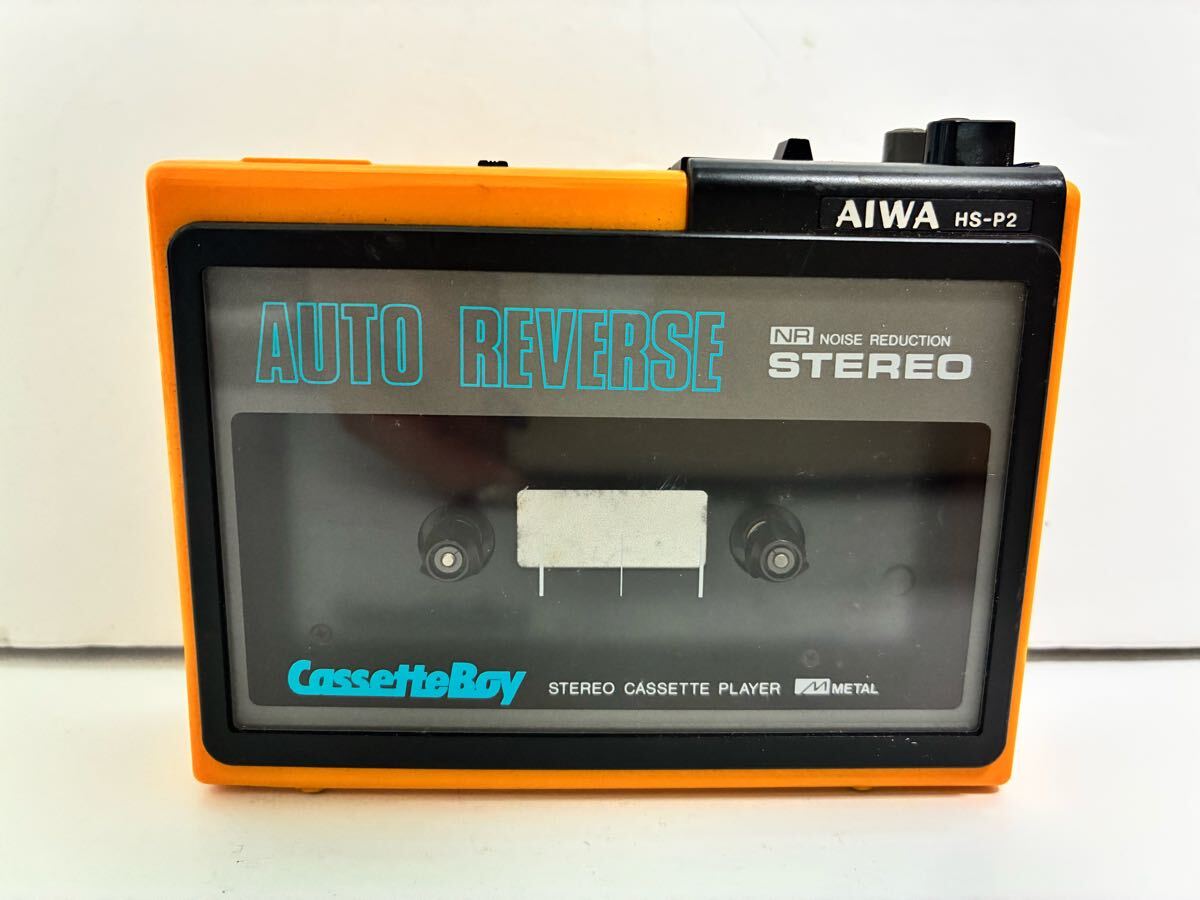 AIWA HS-P2
AUTO REVERSE
NR NOISE REDUCTION
STEREO
CassetteBoy STEREO CASSETTE PLAYER METAL